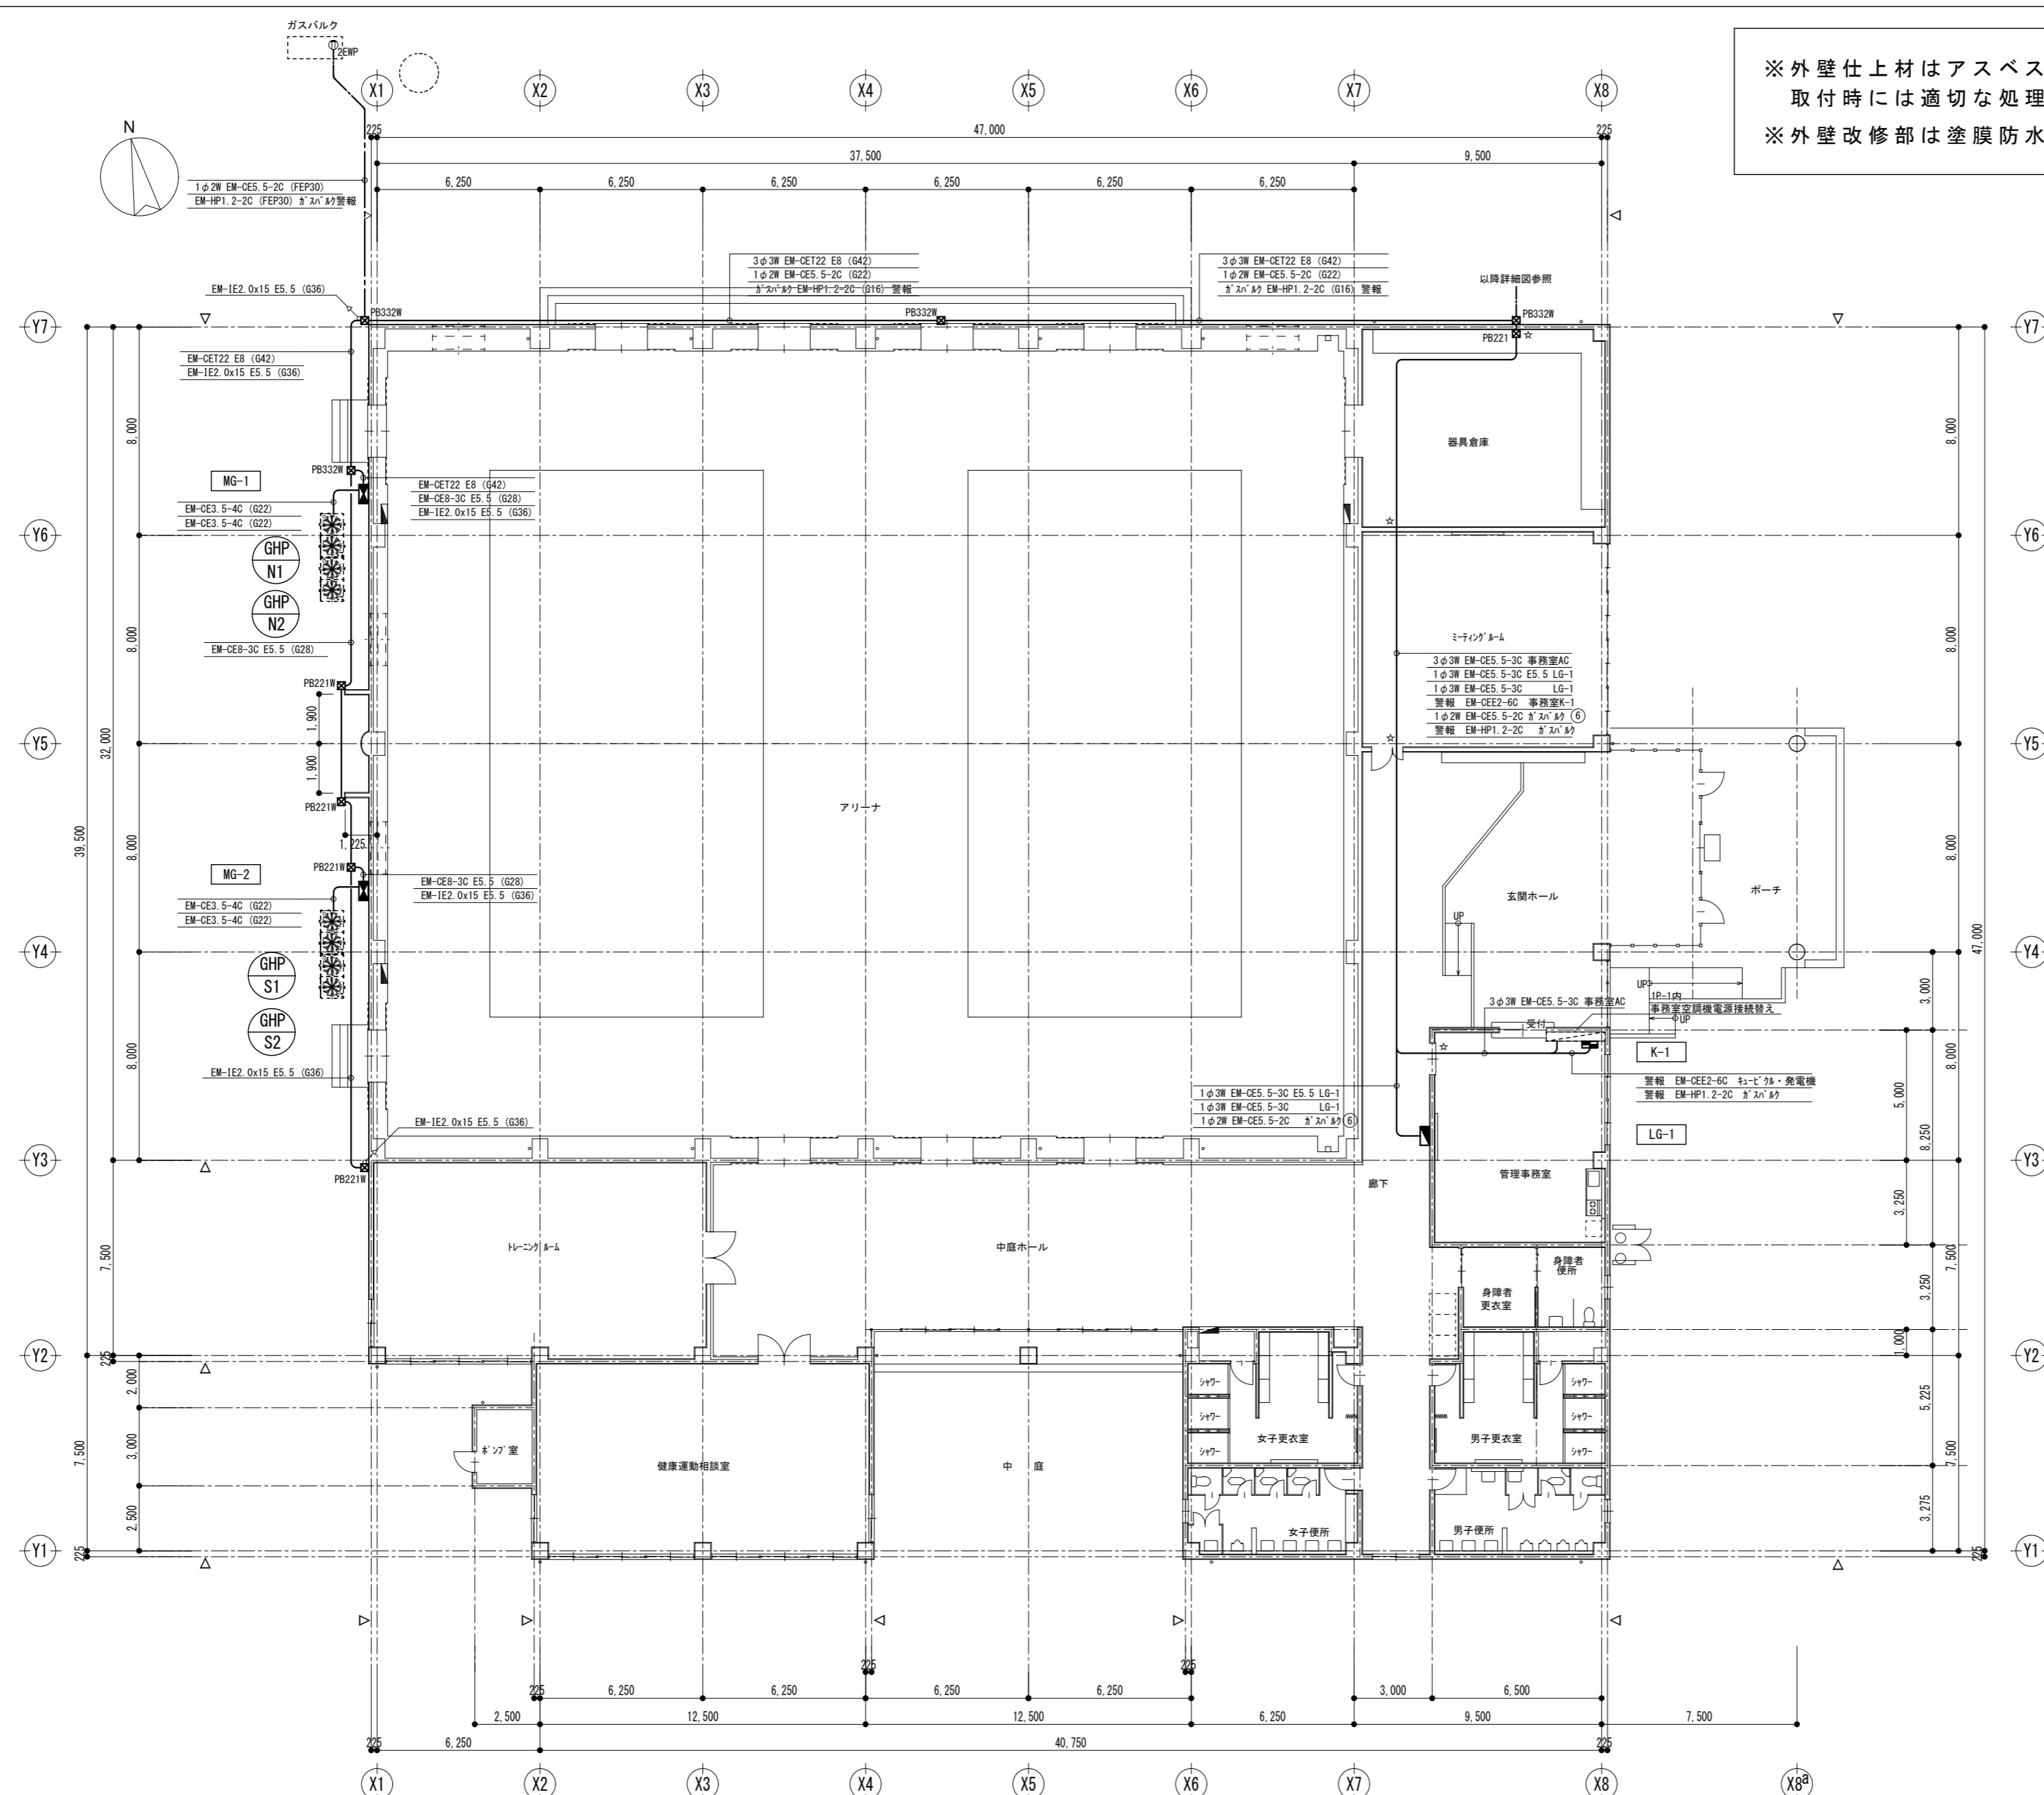 ガスバルク
2EWP
※外壁仕上材はアスベス
取付時には適切な処理
※外壁改修部は塗膜防水
X1
X2
X3
X4
X5
X6
X7
X8
N
225
47,000
225
37,500
9,500
6,250
6,250
6,250
6,250
6,250
6,250
1φ2W EM-CE5.5-2C (FEP30)
EM-HP1.2-2C (FEP30) ガスバルク警報
3φ3W EM-CET22 E8 (G42)
1φ2W EM-CE5.5-2C (G22)
ガスバルク EM-HP1.2-2C (G16) 警報
3φ3W EM-CET22 E8 (G42)
1φ2W EM-CE5.5-2C (G22)
ガスバルク EM-HP1.2-2C (G16) 警報
以降詳細図参照
EM-IE2.0x15 E5.5 (G36)
PB332W
PB332W
PB332W
Y7
Y7
PB221
☆
EM-CET22 E8 (G42)
EM-IE2.0x15 E5.5 (G36)
8,000
8,000
器具倉庫
PB332W
MG-1
EM-CET22 E8 (G42)
EM-CE8-3C E5.5 (G28)
EM-IE2.0x15 E5.5 (G36)
EM-CE3.5-4C (G22)
EM-CE3.5-4C (G22)
☆
Y6
Y6
GHP
N1
GHP
N2
8,000
8,000
ミーティングルーム
EM-CE8-3C E5.5 (G28)
3φ3W EM-CE5.5-3C 事務室AC
1φ3W EM-CE5.5-3C E5.5 LG-1
1φ3W EM-CE5.5-3C LG-1
警報 EM-CEE2-6C 事務室K-1
1φ2W EM-CE5.5-2C ガスバルク ⑥
警報 EM-HP1.2-2C ガスバルク
PB221W
1,900
32,000
☆
Y5
Y5
1,900
PB221W
アリーナ
39,500
8,000
8,000
1,225
PB221W
MG-2
EM-CE8-3C E5.5 (G28)
EM-IE2.0x15 E5.5 (G36)
EM-CE3.5-4C (G22)
EM-CE3.5-4C (G22)
玄関ホール
ポーチ
UP
47,000
Y4
Y4
GHP
S1
GHP
S2
UP
1P-1内
事務室空調機電源接続替え
UP
3,000
3φ3W EM-CE5.5-3C 事務室AC
受付
☆
K-1
8,000
8,000
EM-IE2.0x15 E5.5 (G36)
警報 EM-CEE2-6C キュービクル・発電機
警報 EM-HP1.2-2C ガスバルク
1φ3W EM-CE5.5-3C E5.5 LG-1
1φ3W EM-CE5.5-3C LG-1
1φ2W EM-CE5.5-2C ガスバルク⑥
5,000
8,250
EM-IE2.0x15 E5.5 (G36)
LG-1
Y3
Y3
PB221W
管理事務室
廊下
3,250
トレーニングルーム
中庭ホール
7,500
7,500
身障者
便所
身障者
更衣室
3,250
1,000
Y2
Y2
225
2,000
シャワー
シャワー
シャワー
シャワー
シャワー
シャワー
5,225
女子更衣室
男子更衣室
ポンプ室
健康運動相談室
中 庭
7,500
3,000
7,500
2,500
3,275
女子便所
男子便所
Y1
Y1
225
225
225
225
225
6,250
6,250
6,250
6,250
3,000
6,500
2,500
12,500
12,500
6,250
9,500
7,500
225
6,250
40,750
225
X1
X2
X3
X4
X5
X6
X7
X8
X8a